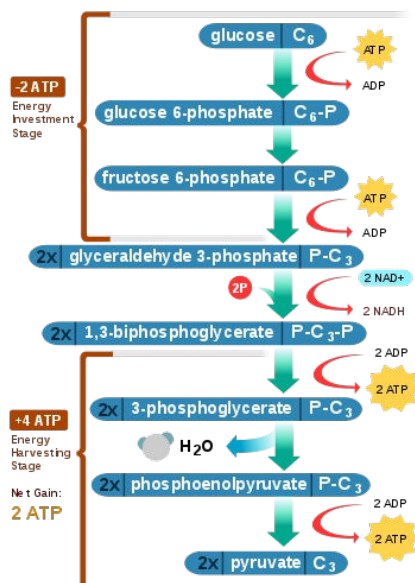 glucose C6
ATP
ADP
-2 ATP
Energy
Investment
Stage
glucose 6-phosphate C6-P
fructose 6-phosphate C6-P
ATP
ADP
2x glyceraldehyde 3-phosphate P-C3
2P
2 NAD+
2 NADH
2x 1,3-biphosphoglycerate P-C3-P
2 ADP
2 ATP
+4 ATP
Energy
Harvesting
Stage
Net Gain:
2 ATP
2x 3-phosphoglycerate P-C3
H2O
2x phosphoenolpyruvate P-C3
2 ADP
2 ATP
2x pyruvate C3